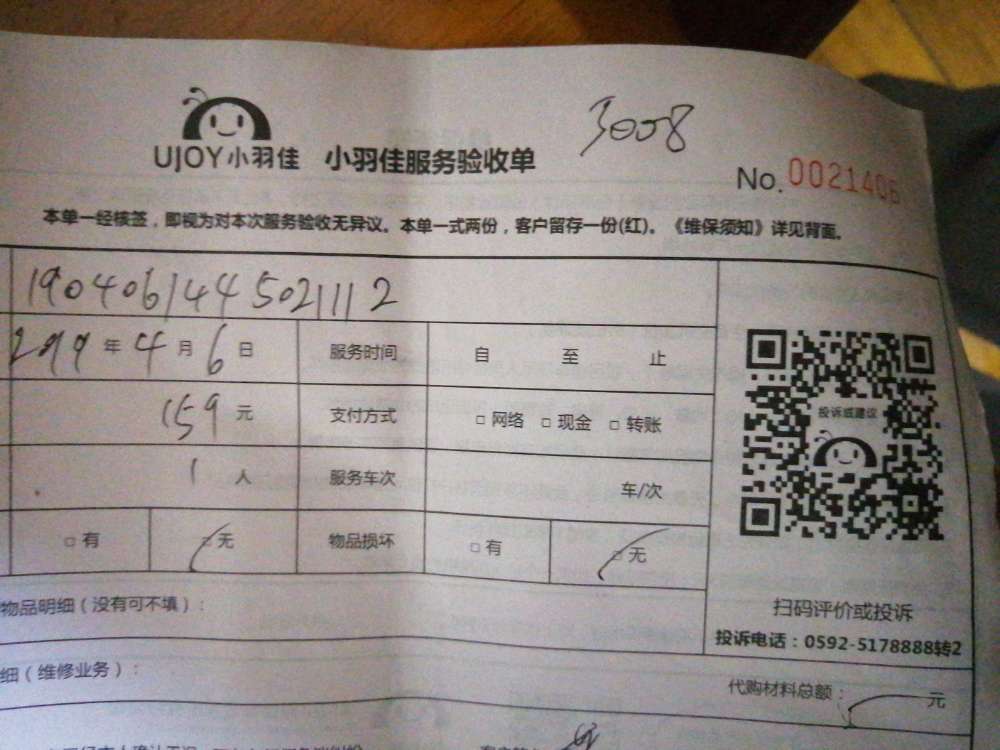 3008
UJOY小羽佳 小羽佳服务验收单
No. 0021406
本单一经核签，即视为对本次服务验收无异议。本单一式两份，客户留存一份(红)。《维保须知》详见背面。
1904061445021112
年 4 月 6 日 服务时间 自 至 止
159 元 支付方式 □ 网络 □ 现金 □ 转账
1 人 服务车次 车/次
□ 有 □ 无 物品损坏 □ 有 □ 无
投诉或建议
扫码评价或投诉
投诉电话：0592-5178888转2
物品明细（没有可不填）：
细（维修业务）：
代购材料总额： 元